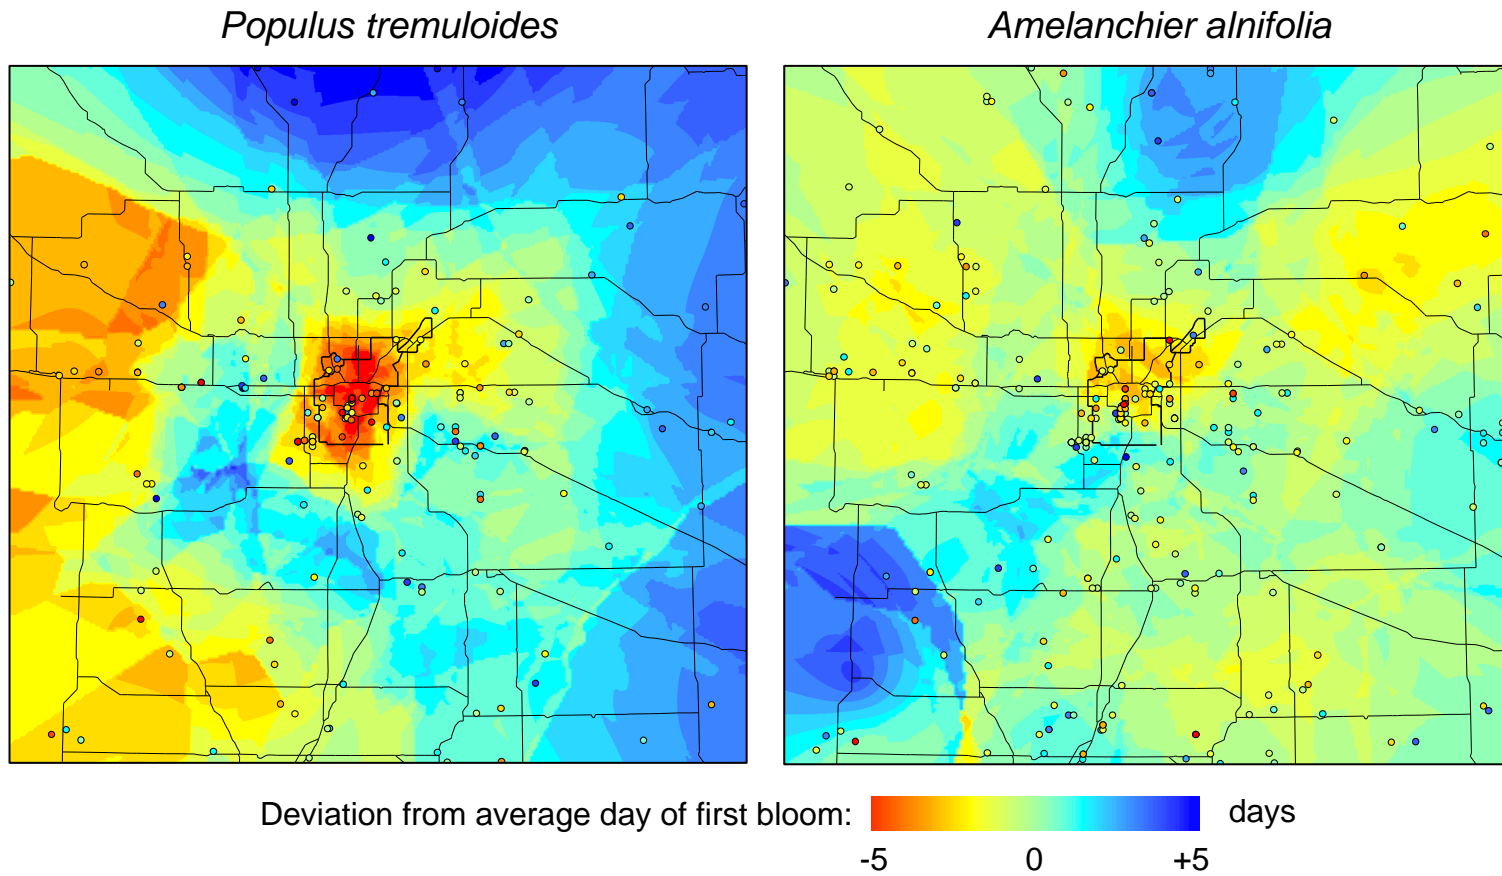 Populus tremuloides
Amelanchier alnifolia
Deviation from average day of first bloom: days
-5 0 +5